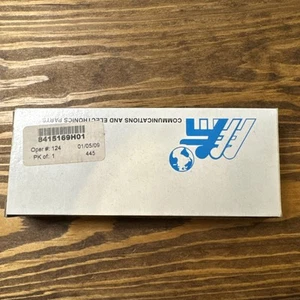 8415169H01
Oper #: 124 01/05/09
PK of: 1 445
COMMUNICATIONS AND ELECTRONICS PARTS